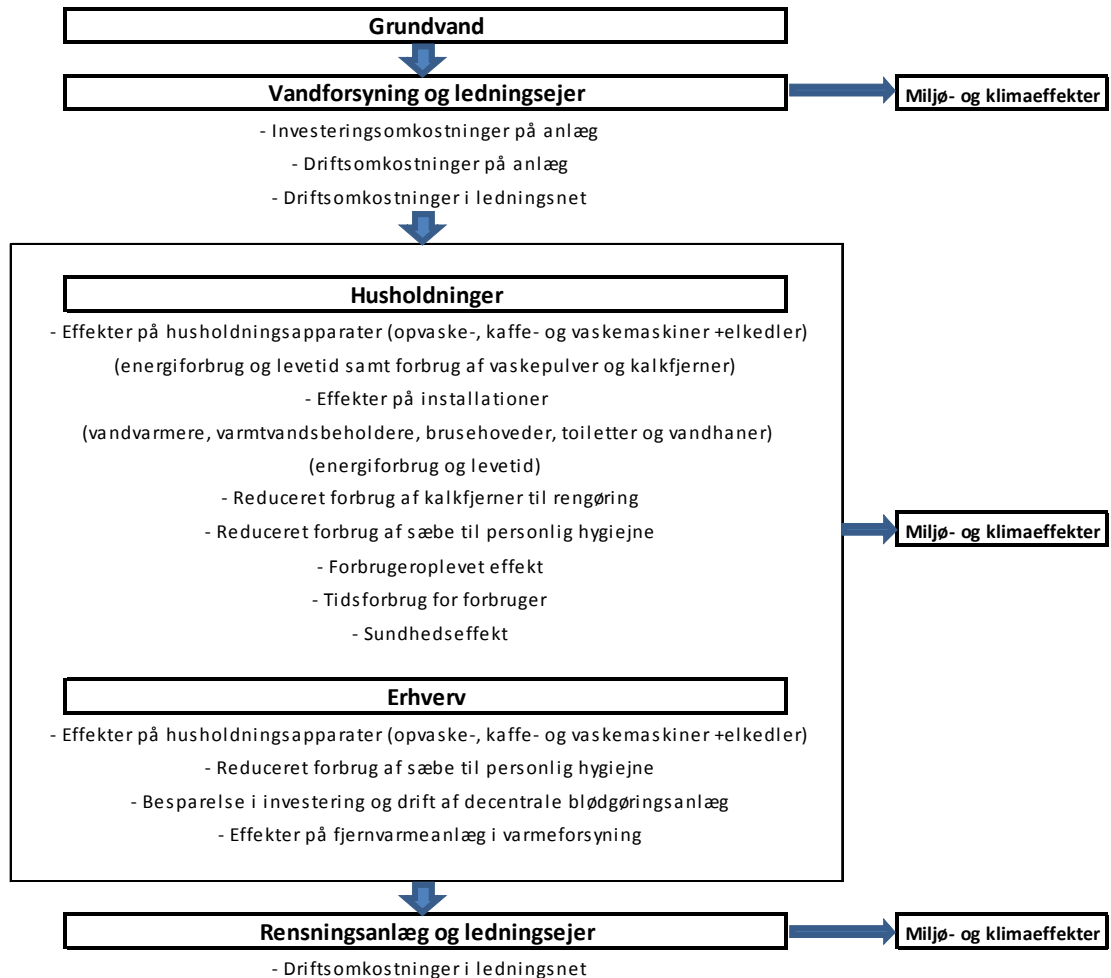 Grundvand
Vandforsyning og ledningsejer
Miljø- og klimaeffekter
- Investeringsomkostninger på anlæg
- Driftsomkostninger på anlæg
- Driftsomkostninger i ledningsnet
Husholdninger
- Effekter på husholdningsapparater (opvaske-, kaffe- og vaskemaskiner +elkedler)
(energiforbrug og levetid samt forbrug af vaskepulver og kalkfjerner)
- Effekter på installationer
(vandvarmere, varmtvandsbeholdere, brusehoveder, toiletter og vandhaner)
(energiforbrug og levetid)
- Reduceret forbrug af kalkfjerner til rengøring
- Reduceret forbrug af sæbe til personlig hygiejne
Miljø- og klimaeffekter
- Forbrugeroplevet effekt
- Tidsforbrug for forbruger
- Sundhedseffekt
Erhverv
- Effekter på husholdningsapparater (opvaske-, kaffe- og vaskemaskiner +elkedler)
- Reduceret forbrug af sæbe til personlig hygiejne
- Besparelse i investering og drift af decentrale blødgøringsanlæg
- Effekter på fjernvarmeanlæg i varmeforsyning
Rensningsanlæg og ledningsejer
Miljø- og klimaeffekter
- Driftsomkostninger i ledningsnet